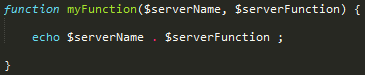 function myFunction($serverName, $serverFunction) {
echo $serverName . $serverFunction ;
}